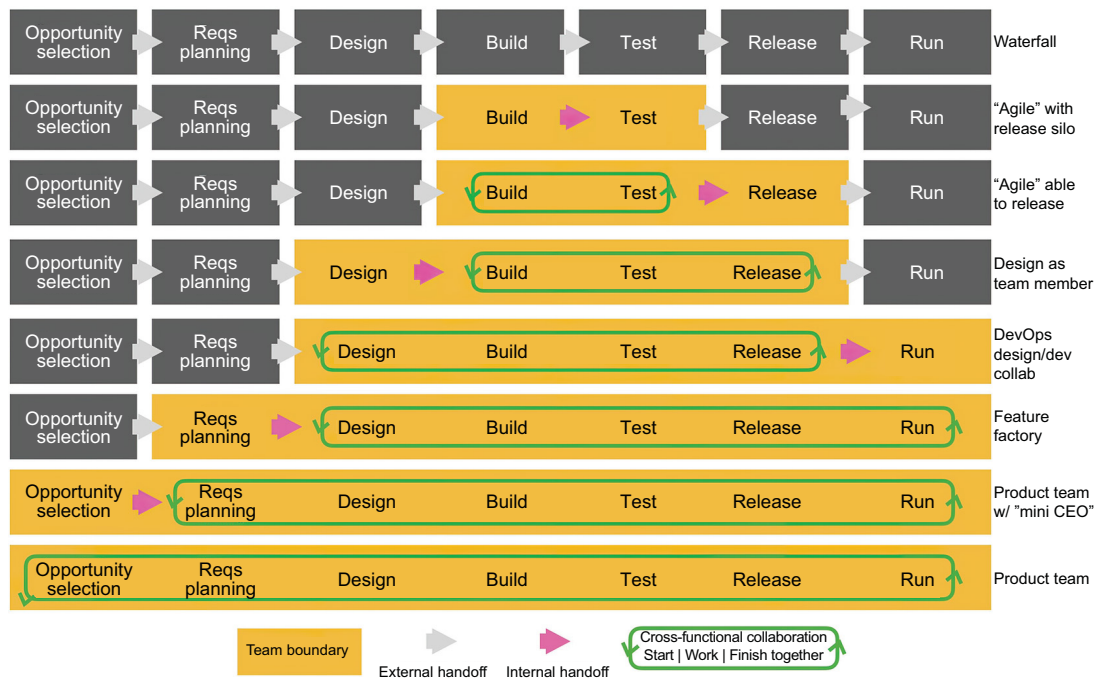 Opportunity selection
Reqs planning
Design
Build
Test
Release
Run
Waterfall
Opportunity selection
Reqs planning
Design
Build
Test
Release
Run
“Agile” with
release silo
Opportunity selection
Reqs planning
Design
Build
Test
Release
Run
“Agile” able
to release
Opportunity selection
Reqs planning
Design
Build
Test
Release
Run
Design as
team member
Opportunity selection
Reqs planning
Design
Build
Test
Release
Run
DevOps
design/dev
collab
Opportunity selection
Reqs planning
Design
Build
Test
Release
Run
Feature
factory
Opportunity selection
Reqs planning
Design
Build
Test
Release
Run
Product team
w/ ”mini CEO”
Opportunity selection
Reqs planning
Design
Build
Test
Release
Run
Product team
Team boundary
External handoff
Internal handoff
Cross-functional collaboration
Start | Work | Finish together